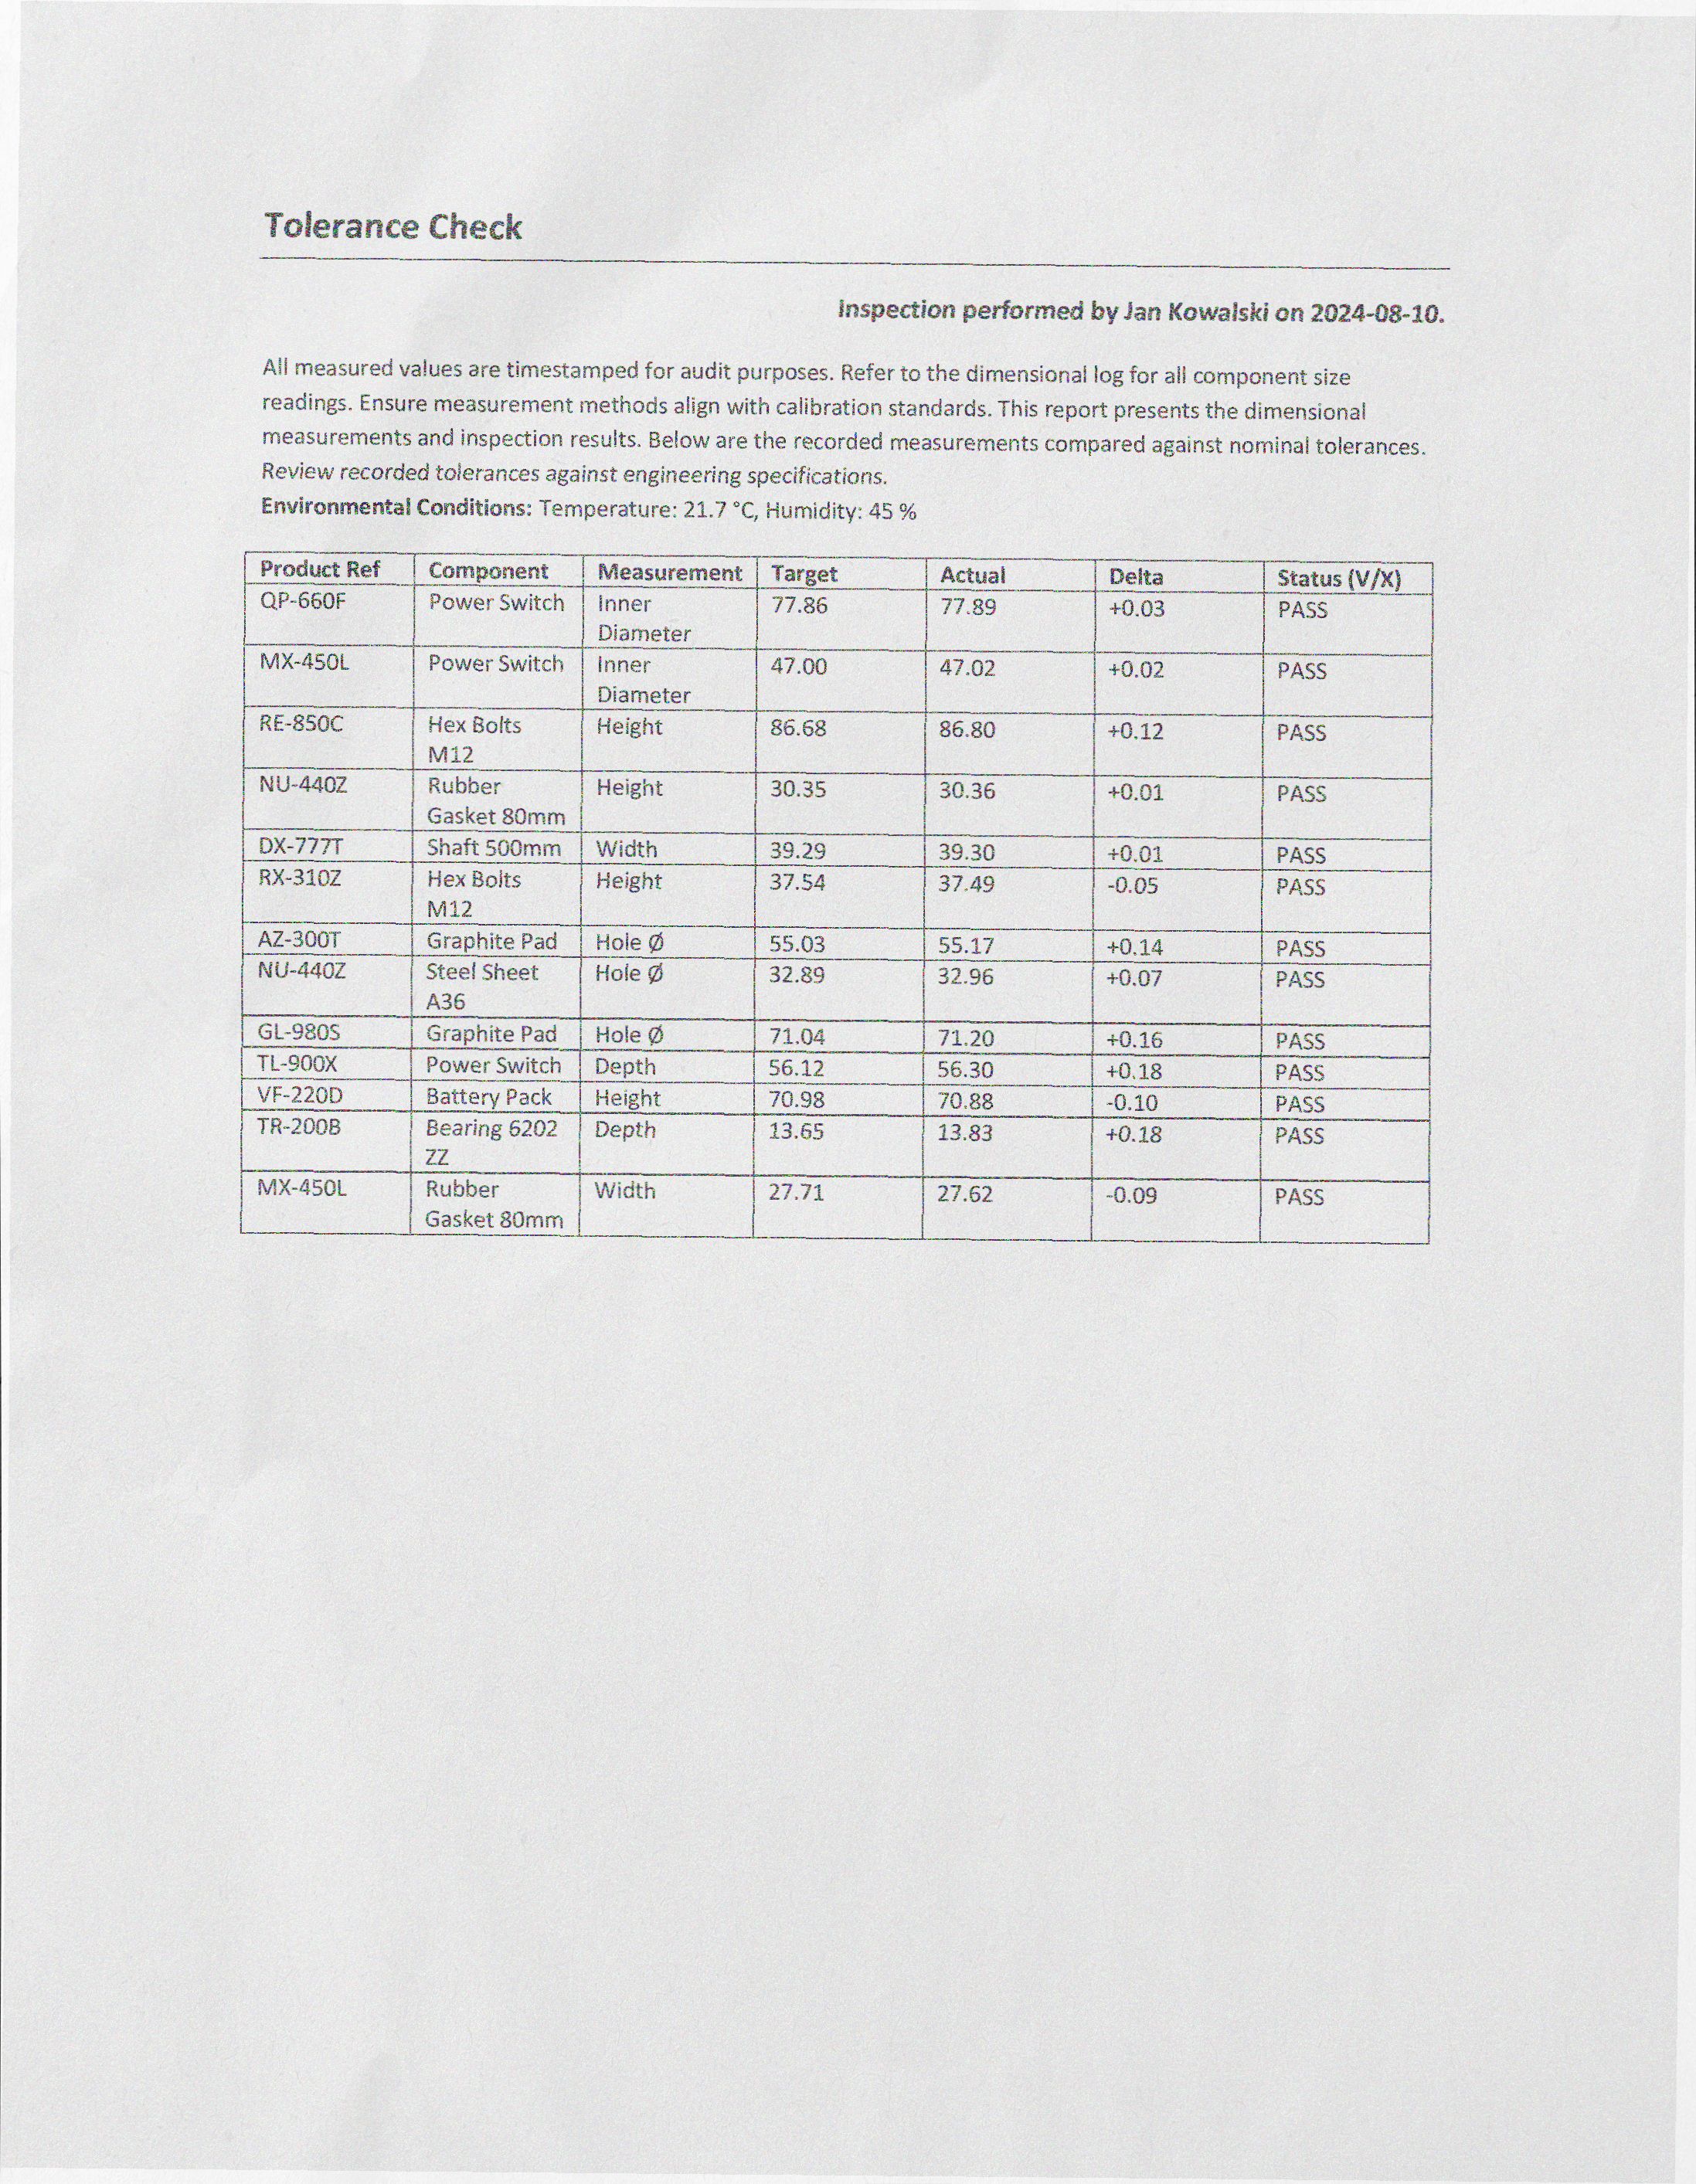 Tolerance Check
Inspection performed by Jan Kowalski on 2024-08-10.
All measured values are timestamped for audit purposes. Refer to the dimensional log for all component size
readings. Ensure measurement methods align with calibration standards. This report presents the dimensional
measurements and inspection results. Below are the recorded measurements compared against nominal tolerances.
Review recorded tolerances against engineering specifications.
Environmental Conditions: Temperature: 21.7 °C, Humidity: 45 %
Product Ref Component Measurement Target Actual Delta Status (V/X)
QP-660F Power Switch Inner 77.86 77.89 +0.03 PASS
Diameter
MX-450L Power Switch Inner 47.00 47.02 +0.02 PASS
Diameter
RE-850C Hex Bolts Height 86.68 86.80 +0.12 PASS
M12
NU-440Z Rubber Height 30.35 30.36 +0.01 PASS
Gasket 80mm
DX-777T Shaft 500mm Width 39.29 39.30 +0.01 PASS
RX-310Z Hex Bolts Height 37.54 37.49 -0.05 PASS
M12
AZ-300T Graphite Pad Hole Ø 55.03 55.17 +0.14 PASS
NU-440Z Steel Sheet Hole Ø 32.89 32.96 +0.07 PASS
A36
GL-980S Graphite Pad Hole Ø 71.04 71.20 +0.16 PASS
TL-900X Power Switch Depth 56.12 56.30 +0.18 PASS
VF-220D Battery Pack Height 70.98 70.88 -0.10 PASS
TR-200B Bearing 6202 Depth 13.65 13.83 +0.18 PASS
ZZ
MX-450L Rubber Width 27.71 27.62 -0.09 PASS
Gasket 80mm